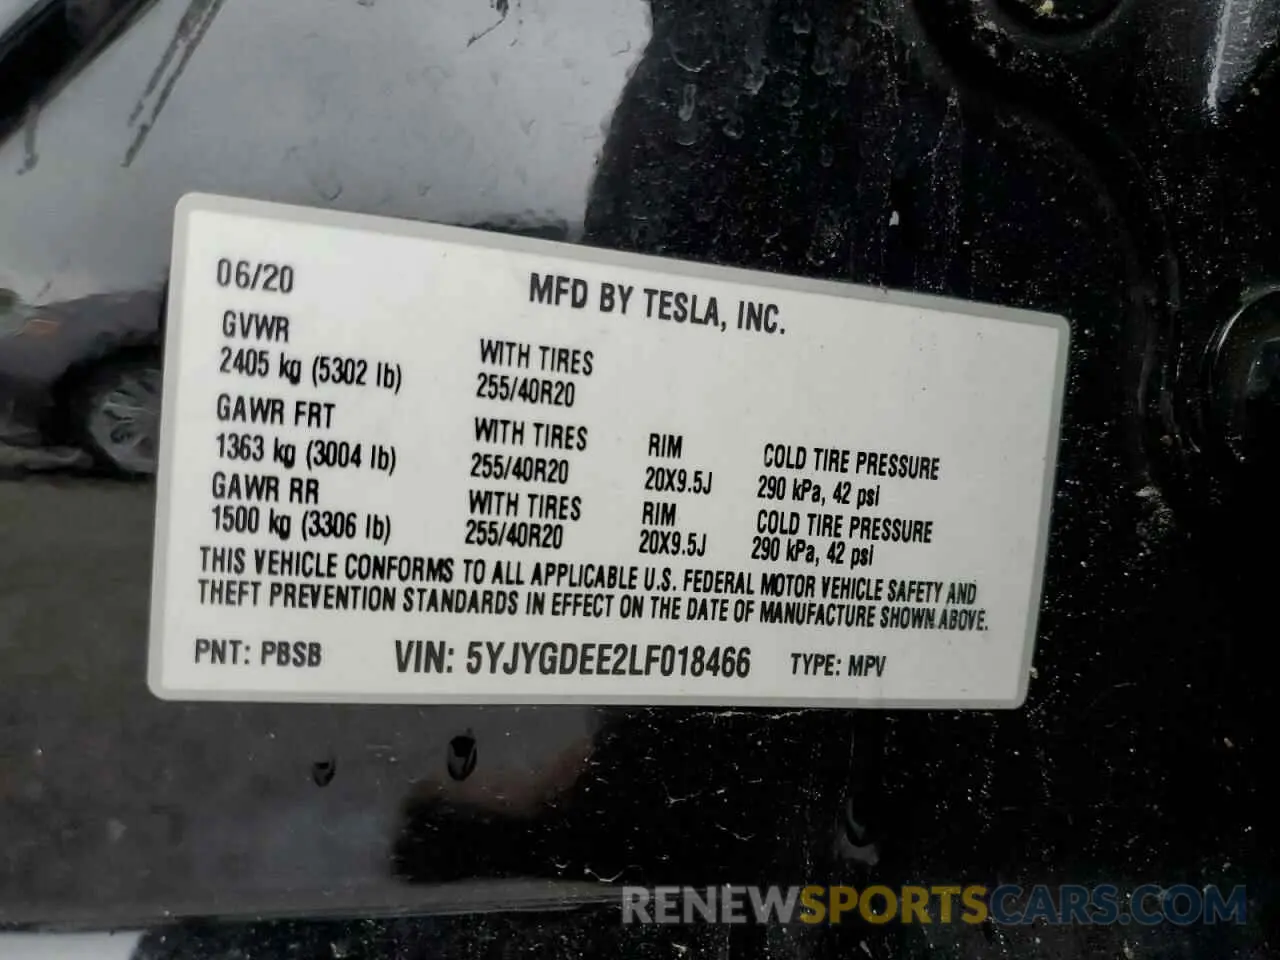 06/20
MFD BY TESLA, INC.
GVWR
2405 kg (5302 lb)
WITH TIRES
255/40R20
GAWR FRT
1363 kg (3004 lb)
WITH TIRES
255/40R20
RIM
20X9.5J
COLD TIRE PRESSURE
290 kPa, 42 psi
GAWR RR
1500 kg (3306 lb)
WITH TIRES
255/40R20
RIM
20X9.5J
COLD TIRE PRESSURE
290 kPa, 42 psi
THIS VEHICLE CONFORMS TO ALL APPLICABLE U.S. FEDERAL MOTOR VEHICLE SAFETY AND
THEFT PREVENTION STANDARDS IN EFFECT ON THE DATE OF MANUFACTURE SHOWN ABOVE.
PNT: PBSB VIN: 5YJYGDEE2LF018466 TYPE: MPV
RENEWSPORTSCARS.COM